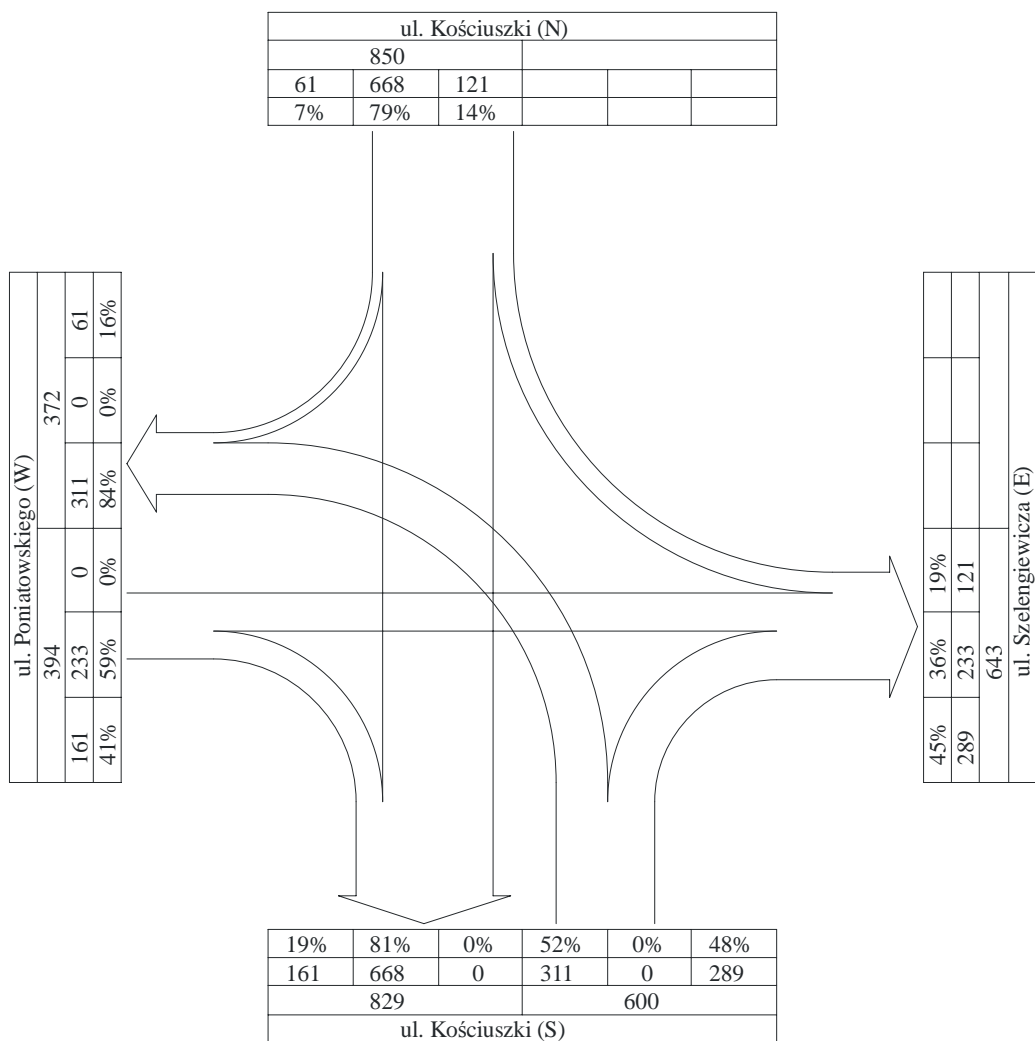 ul. Kościuszki (N)
850
61 668 121
7% 79% 14%
ul. Poniatowskiego (W)
394 372
161 233 0 311 0 61
41% 59% 0% 84% 0% 16%
45% 36% 19%
289 233 121
643
ul. Szelengiewicza (E)
19% 81% 0% 52% 0% 48%
161 668 0 311 0 289
829 600
ul. Kościuszki (S)